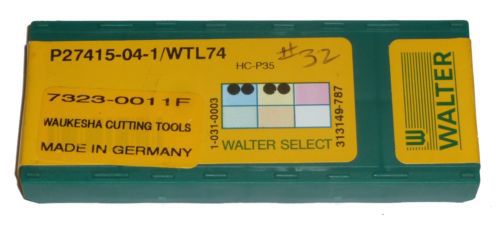 P27415-04-1/WTL74
#32
HC-P35
7323-0011F
WAUKESHA CUTTING TOOLS
MADE IN GERMANY
1-031-0003
WALTER SELECT
313149-787
WALTER